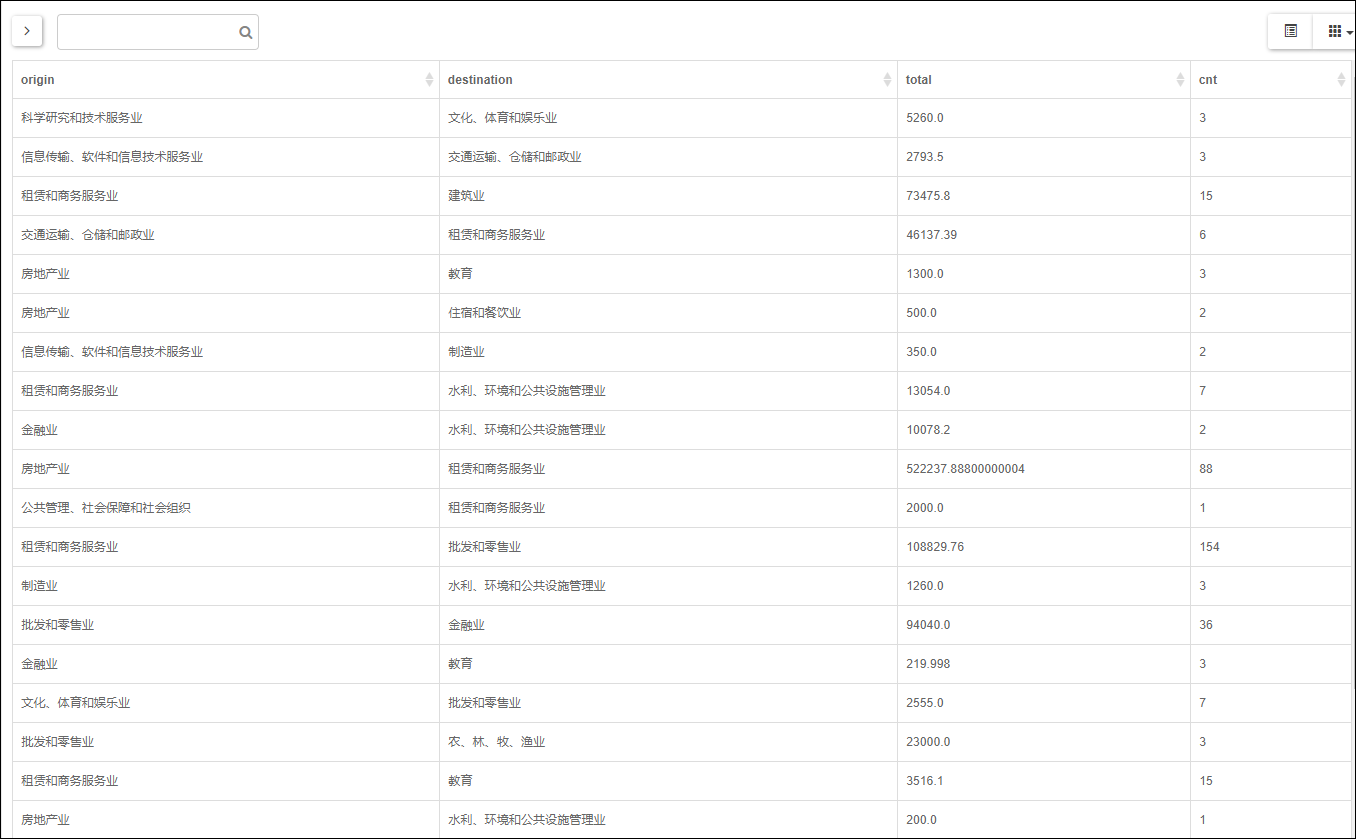 origin destination total cnt
科学研究和技术服务业 文化、体育和娱乐业 5260.0 3
信息传输、软件和信息技术服务业 交通运输、仓储和邮政业 2793.5 3
租赁和商务服务业 建筑业 73475.8 15
交通运输、仓储和邮政业 租赁和商务服务业 46137.39 6
房地产业 教育 1300.0 3
房地产业 住宿和餐饮业 500.0 2
信息传输、软件和信息技术服务业 制造业 350.0 2
租赁和商务服务业 水利、环境和公共设施管理业 13054.0 7
金融业 水利、环境和公共设施管理业 10078.2 2
房地产业 租赁和商务服务业 522237.88800000004 88
公共管理、社会保障和社会组织 租赁和商务服务业 2000.0 1
租赁和商务服务业 批发和零售业 108829.76 154
制造业 水利、环境和公共设施管理业 1260.0 3
批发和零售业 金融业 94040.0 36
金融业 教育 219.998 3
文化、体育和娱乐业 批发和零售业 2555.0 7
批发和零售业 农、林、牧、渔业 23000.0 3
租赁和商务服务业 教育 3516.1 15
房地产业 水利、环境和公共设施管理业 200.0 1